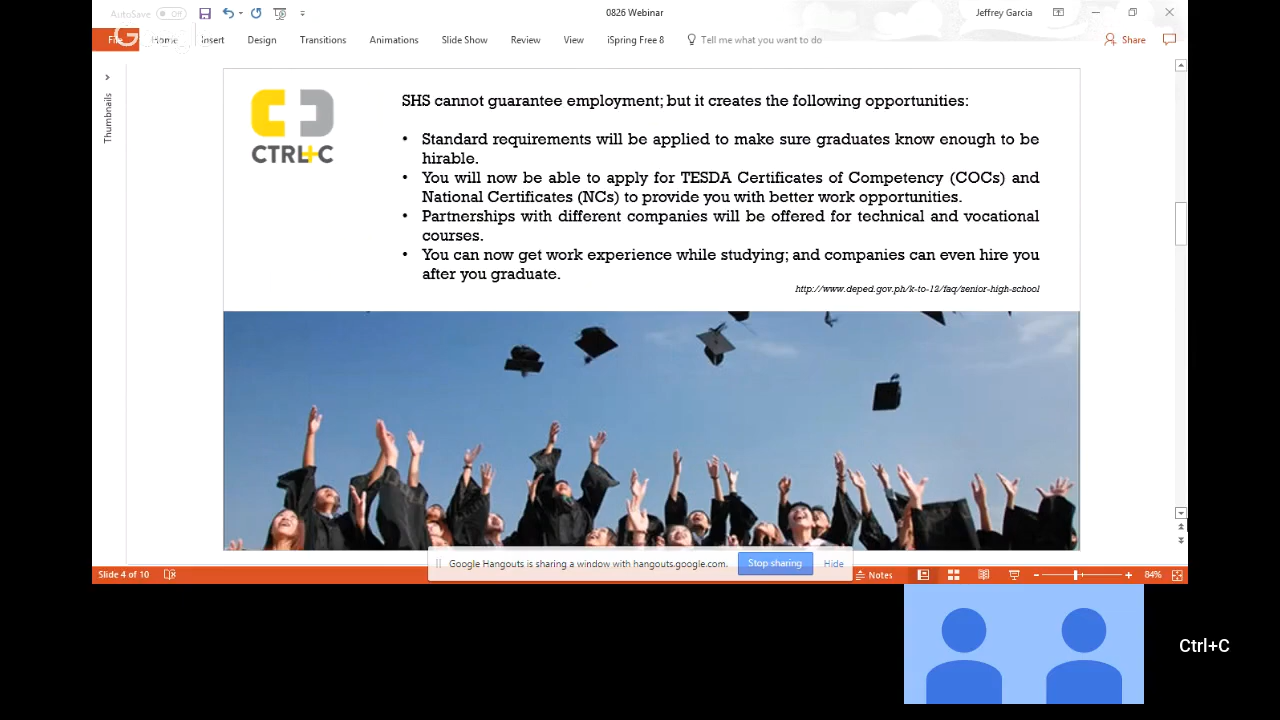 AutoSave Off 0826 Webinar Jeffrey Garcia
Home Insert Design Transitions Animations Slide Show Review View iSpring Free 8 Tell me what you want to do Share
Thumbnails
CTRL+C
SHS cannot guarantee employment; but it creates the following opportunities:
• Standard requirements will be applied to make sure graduates know enough to be
hirable.
• You will now be able to apply for TESDA Certificates of Competency (COCs) and
National Certificates (NCs) to provide you with better work opportunities.
• Partnerships with different companies will be offered for technical and vocational
courses.
• You can now get work experience while studying; and companies can even hire you
after you graduate.
http://www.deped.gov.ph/k-to-12/faq/senior-high-school
Google Hangouts is sharing a window with hangouts.google.com. Stop sharing Hide
Slide 4 of 10 Notes 84%
Ctrl+C